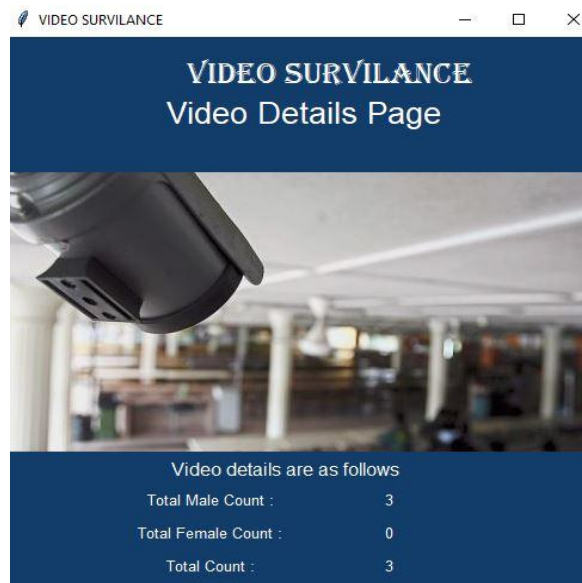 VIDEO SURVILANCE
VIDEO SURVILANCE
Video Details Page
Video details are as follows
Total Male Count : 3
Total Female Count : 0
Total Count : 3